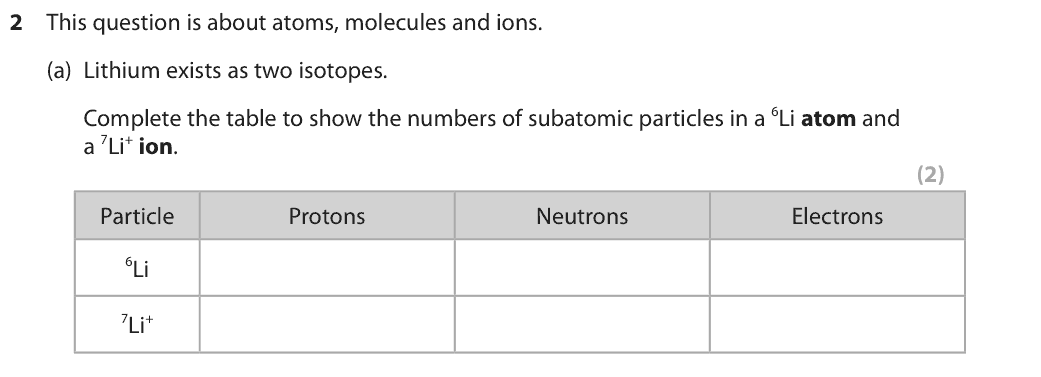 2 This question is about atoms, molecules and ions.
(a) Lithium exists as two isotopes.
Complete the table to show the numbers of subatomic particles in a ⁶Li atom and
a ⁷Li⁺ ion.
(2)
Particle Protons Neutrons Electrons
⁶Li
⁷Li⁺